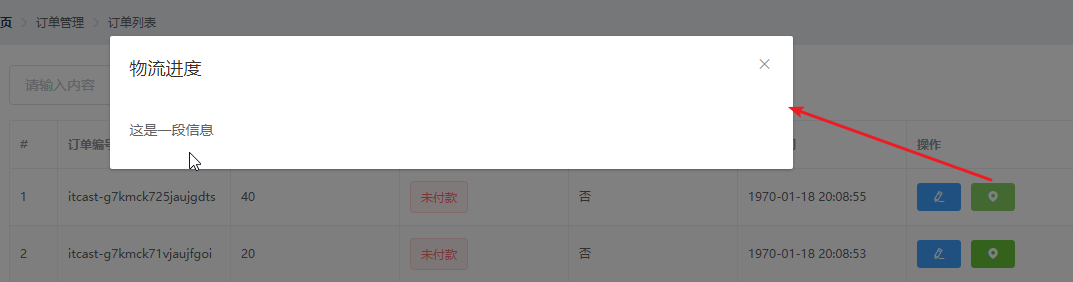 页 > 订单管理 > 订单列表
物流进度
请输入内容
这是一段信息
# 订单编号 操作
1 itcast-g7kmck725jaujgdts 40 未付款 否 1970-01-18 20:08:55
2 itcast-g7kmck71vjaujfgoi 20 未付款 否 1970-01-18 20:08:53